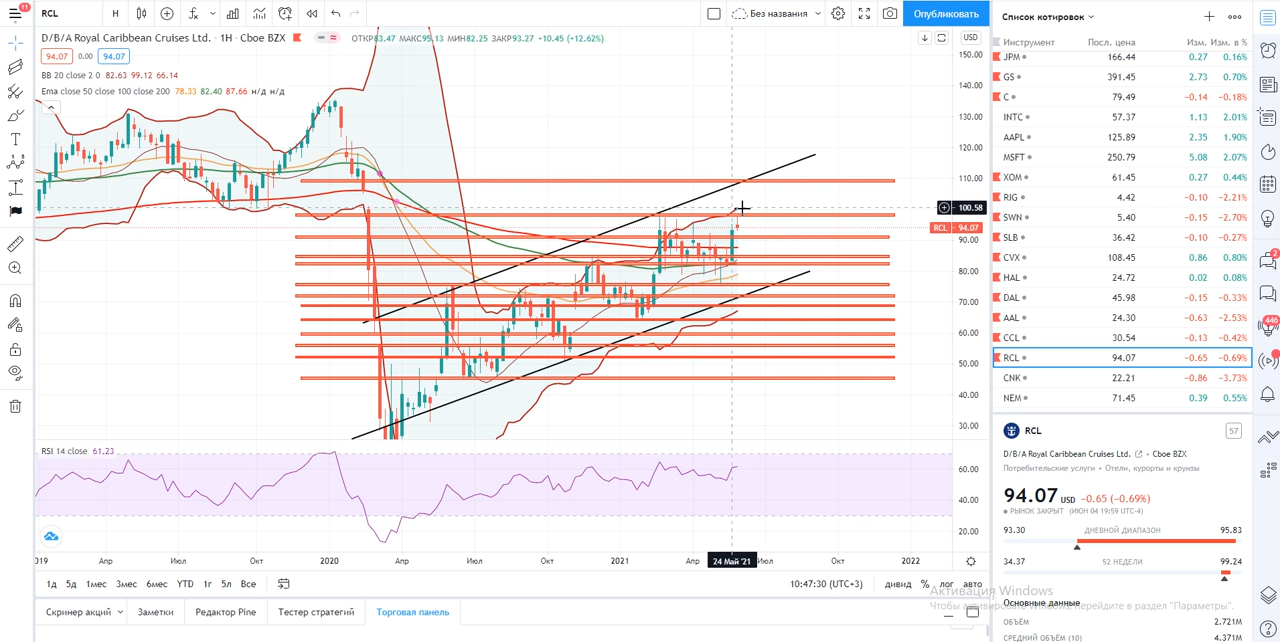 11
RCL
Н
Без названия
Опубликовать
Список котировок
D/B/A Royal Caribbean Cruises Ltd. · 1Н · Cboe BZX
ОТКР83.47 МАКС95.13 МИН82.25 ЗАКР93.27 +10.45 (+12.62%)
USD
94.07 0.00 94.07
BB 20 close 2 0 82.63 99.12 66.14
Ema close 50 close 100 close 200 78.33 82.40 87.66 н/д н/д
150.00
140.00
130.00
120.00
110.00
100.58
RCL 94.07
90.00
80.00
70.00
60.00
50.00
40.00
30.00
RSI 14 close 61.23
60.00
40.00
20.00
2019 Апр Июл Окт 2020 Апр Июл Окт 2021 Апр 24 Май '21 Июл Окт 2022
1д 5д 1мес 3мес 6мес YTD 1г 5л Все
10:47:30 (UTC+3) дивид % лог авто
Скринер акций Заметки Редактор Pine Тестер стратегий Торговая панель
Инструмент Посл. цена Изм. Изм. в %
JPM 166.44 0.27 0.16%
GS 391.45 2.73 0.70%
C 79.49 −0.14 −0.18%
INTC 57.37 1.13 2.01%
AAPL 125.89 2.35 1.90%
MSFT 250.79 5.08 2.07%
XOM 61.45 0.27 0.44%
RIG 4.42 −0.10 −2.21%
SWN 5.40 −0.15 −2.70%
SLB 36.42 −0.10 −0.27%
CVX 108.45 0.86 0.80%
HAL 24.72 0.02 0.08%
DAL 45.98 −0.15 −0.33%
AAL 24.30 −0.63 −2.53%
CCL 30.54 −0.13 −0.42%
RCL 94.07 −0.65 −0.69%
CNK 22.21 −0.86 −3.73%
NEM 71.45 0.39 0.55%
2
446
RCL
57
D/B/A Royal Caribbean Cruises Ltd. • Cboe BZX
Потребительские услуги • Отели, курорты и круизы
94.07 USD −0.65 (−0.69%)
РЫНОК ЗАКРЫТ (ИЮН 04 19:59 UTC-4)
93.30 ДНЕВНОЙ ДИАПАЗОН 95.83
34.37 52 НЕДЕЛИ 99.24
Активация Windows
Чтобы активировать Windows, перейдите в раздел "Параметры".
Основные данные
ОБЪЁМ 2.721M
СРЕДНИЙ ОБЪЁМ (10) 4.371M